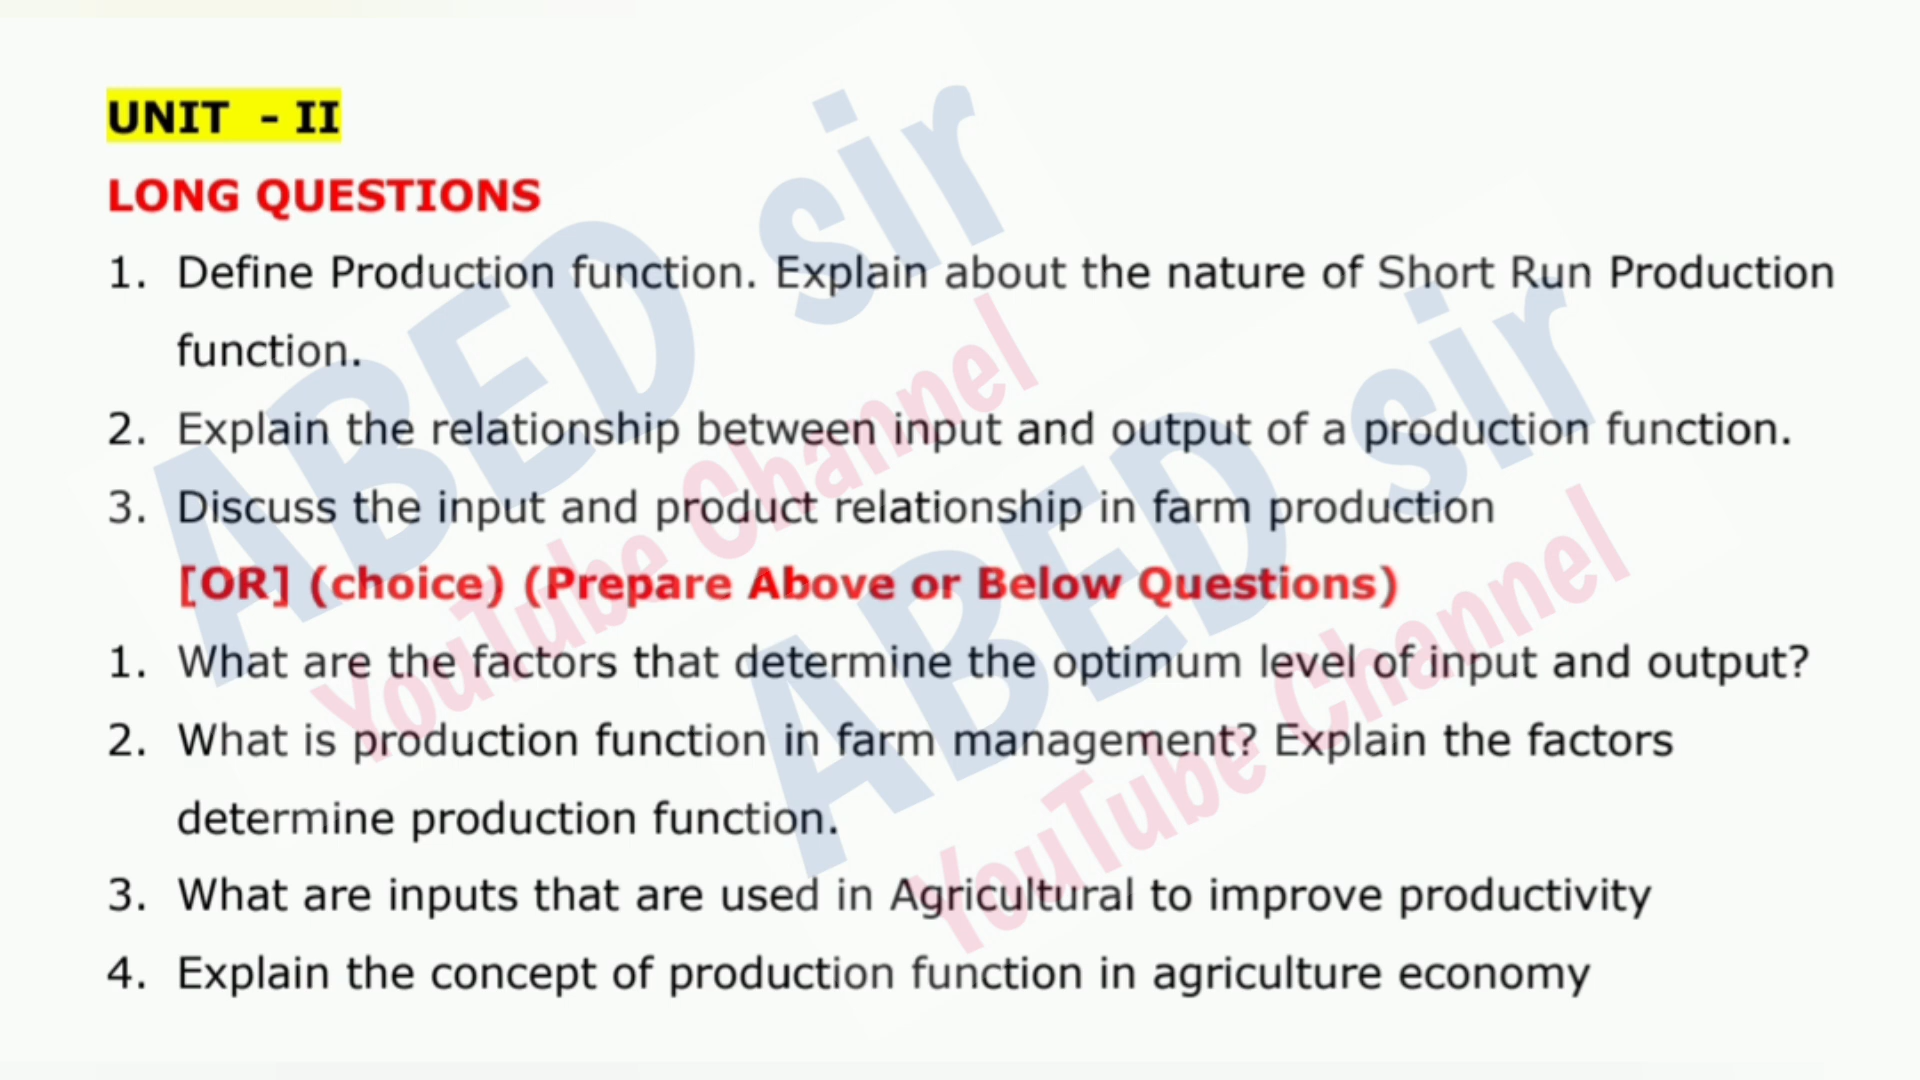 UNIT - II
LONG QUESTIONS
1. Define Production function. Explain about the nature of Short Run Production
function.
2. Explain the relationship between input and output of a production function.
3. Discuss the input and product relationship in farm production
[OR] (choice) (Prepare Above or Below Questions)
1. What are the factors that determine the optimum level of input and output?
2. What is production function in farm management? Explain the factors
determine production function.
3. What are inputs that are used in Agricultural to improve productivity
4. Explain the concept of production function in agriculture economy
ABED sir
YouTube Channel
ABED sir
YouTube Channel